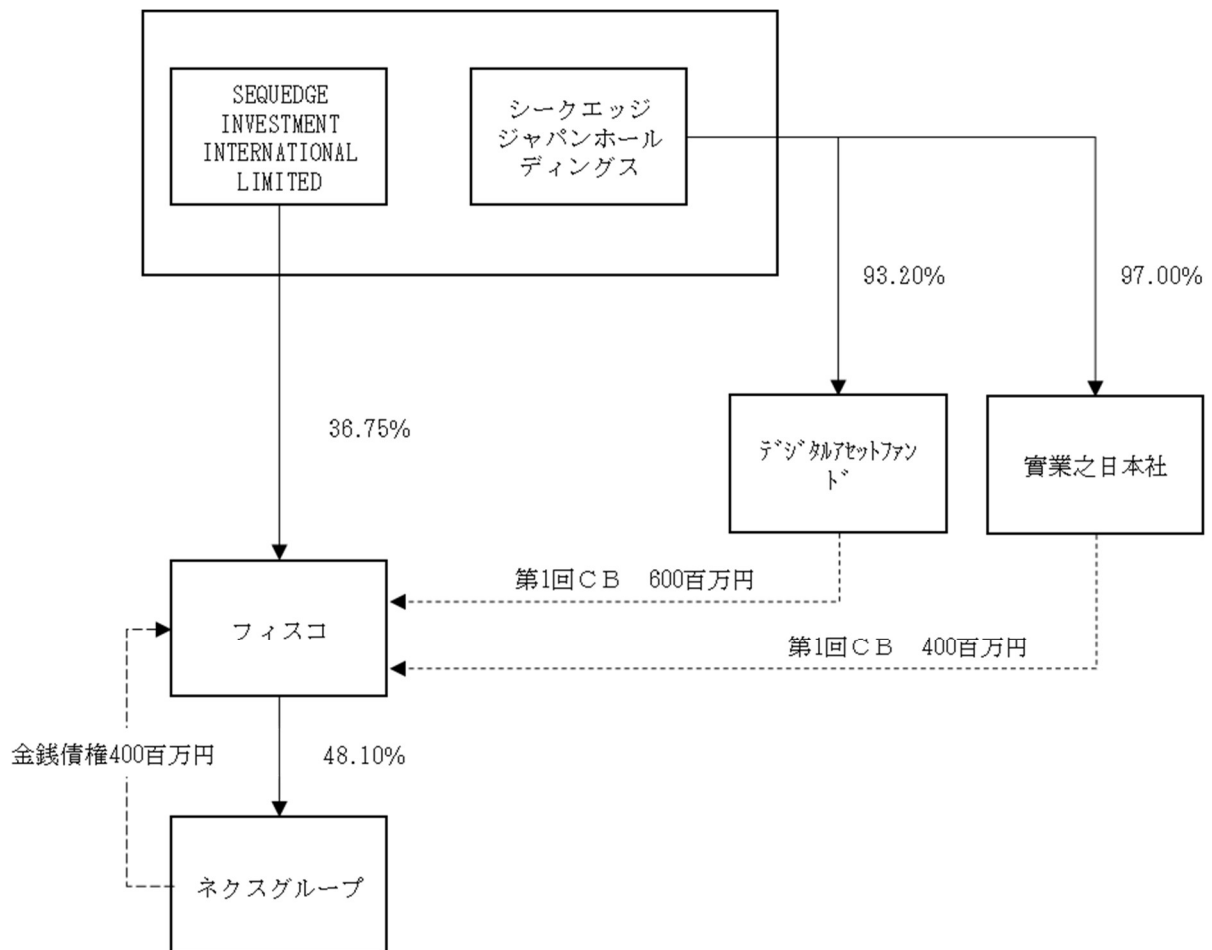 SEQUEDGE
INVESTMENT
INTERNATIONAL
LIMITED
シークエッジ
ジャパンホール
ディングス
93.20%
97.00%
36.75%
ﾃﾞｼﾞﾀﾙｱｾｯﾄﾌｧﾝ
ﾄﾞ
實業之日本社
第1回ＣＢ　600百万円
フィスコ
第1回ＣＢ　400百万円
金銭債権400百万円
48.10%
ネクスグループ